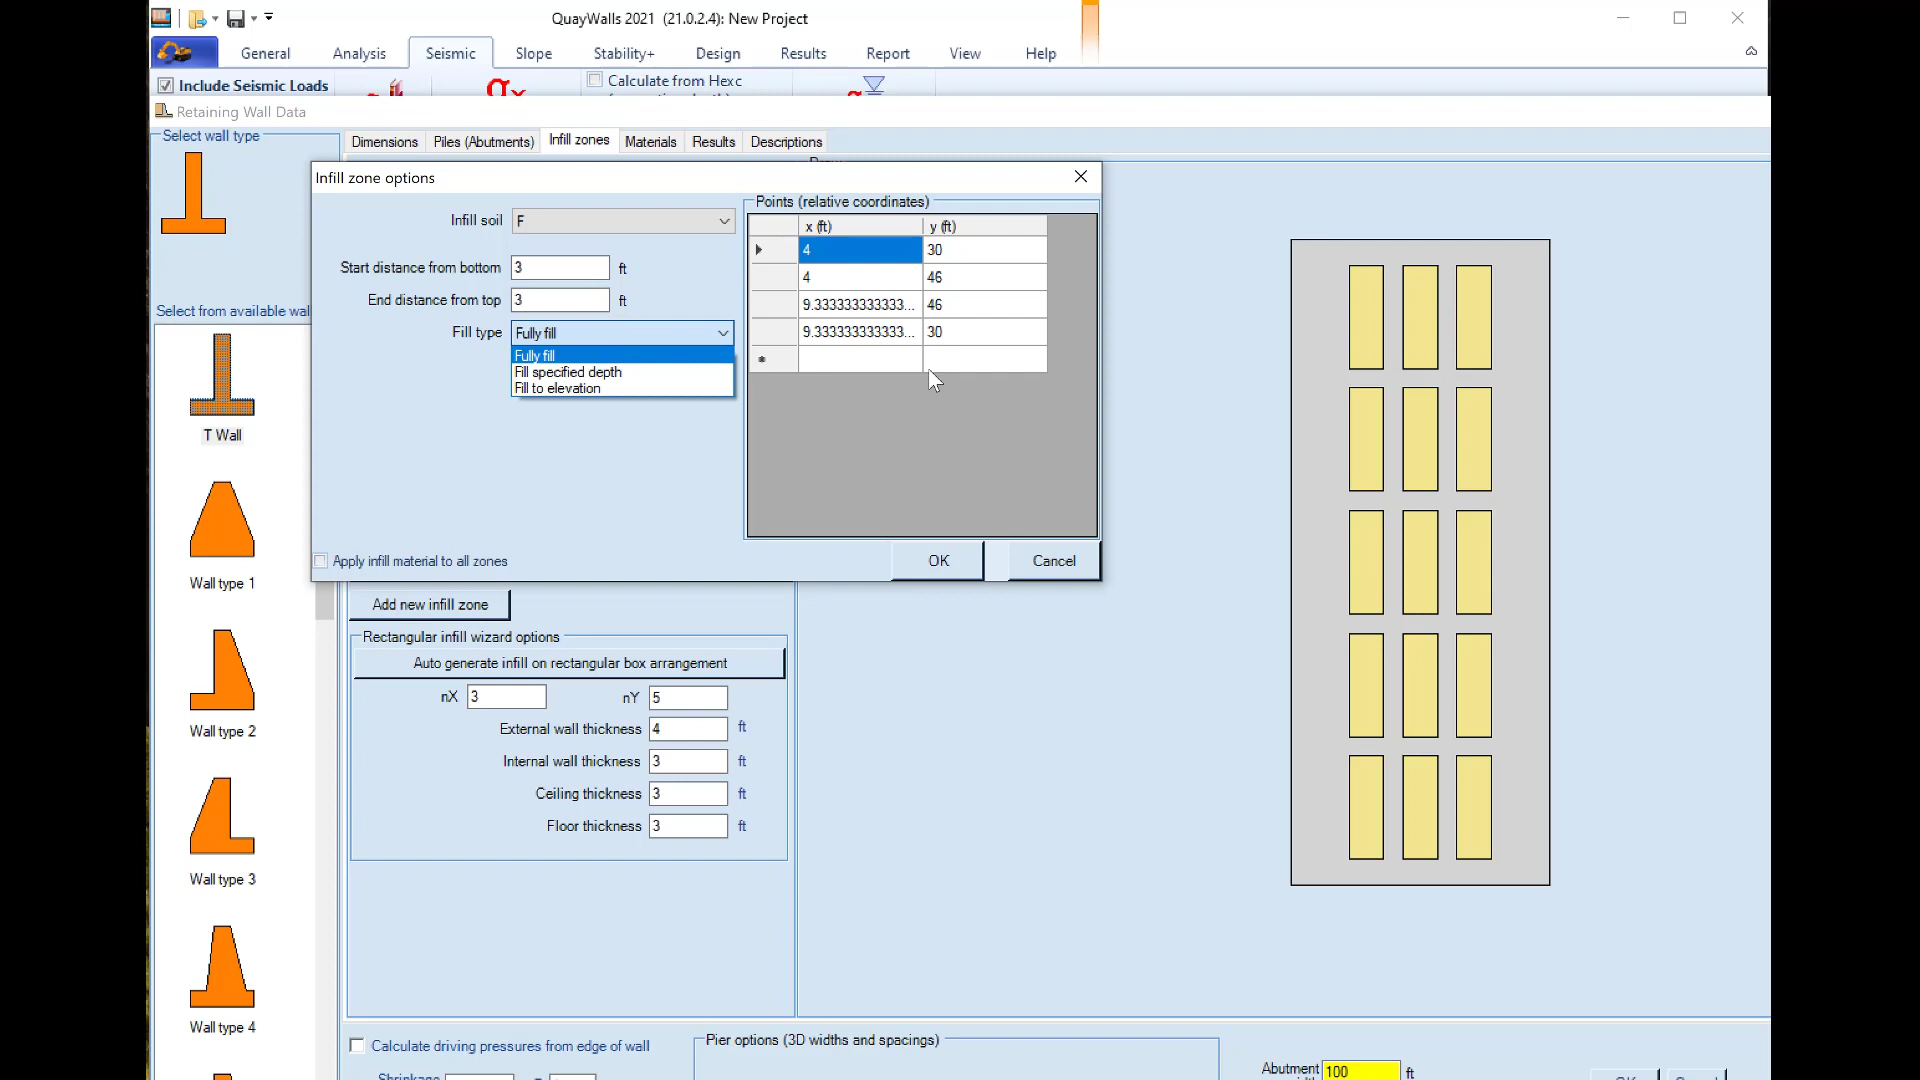 QuayWalls 2021 (21.0.2.4): New Project
General Analysis Seismic Slope Stability+ Design Results Report View Help
Include Seismic Loads
Calculate from Hexc
Retaining Wall Data
Select wall type
Dimensions Piles (Abutments) Infill zones Materials Results Descriptions
Infill zone options
Points (relative coordinates)
Infill soil F
x (ft) y (ft)
4 30
Start distance from bottom 3 ft
4 46
End distance from top 3 ft
9.333333333333... 46
Fill type Fully fill
9.333333333333... 30
Fully fill
Fill specified depth
Fill to elevation
*
Select from available wal
T Wall
Wall type 1
Wall type 2
Wall type 3
Wall type 4
Apply infill material to all zones
OK Cancel
Add new infill zone
Rectangular infill wizard options
Auto generate infill on rectangular box arrangement
nX 3 nY 5
External wall thickness 4 ft
Internal wall thickness 3 ft
Ceiling thickness 3 ft
Floor thickness 3 ft
Calculate driving pressures from edge of wall
Pier options (3D widths and spacings)
Shrinkage
Abutment 100 ft